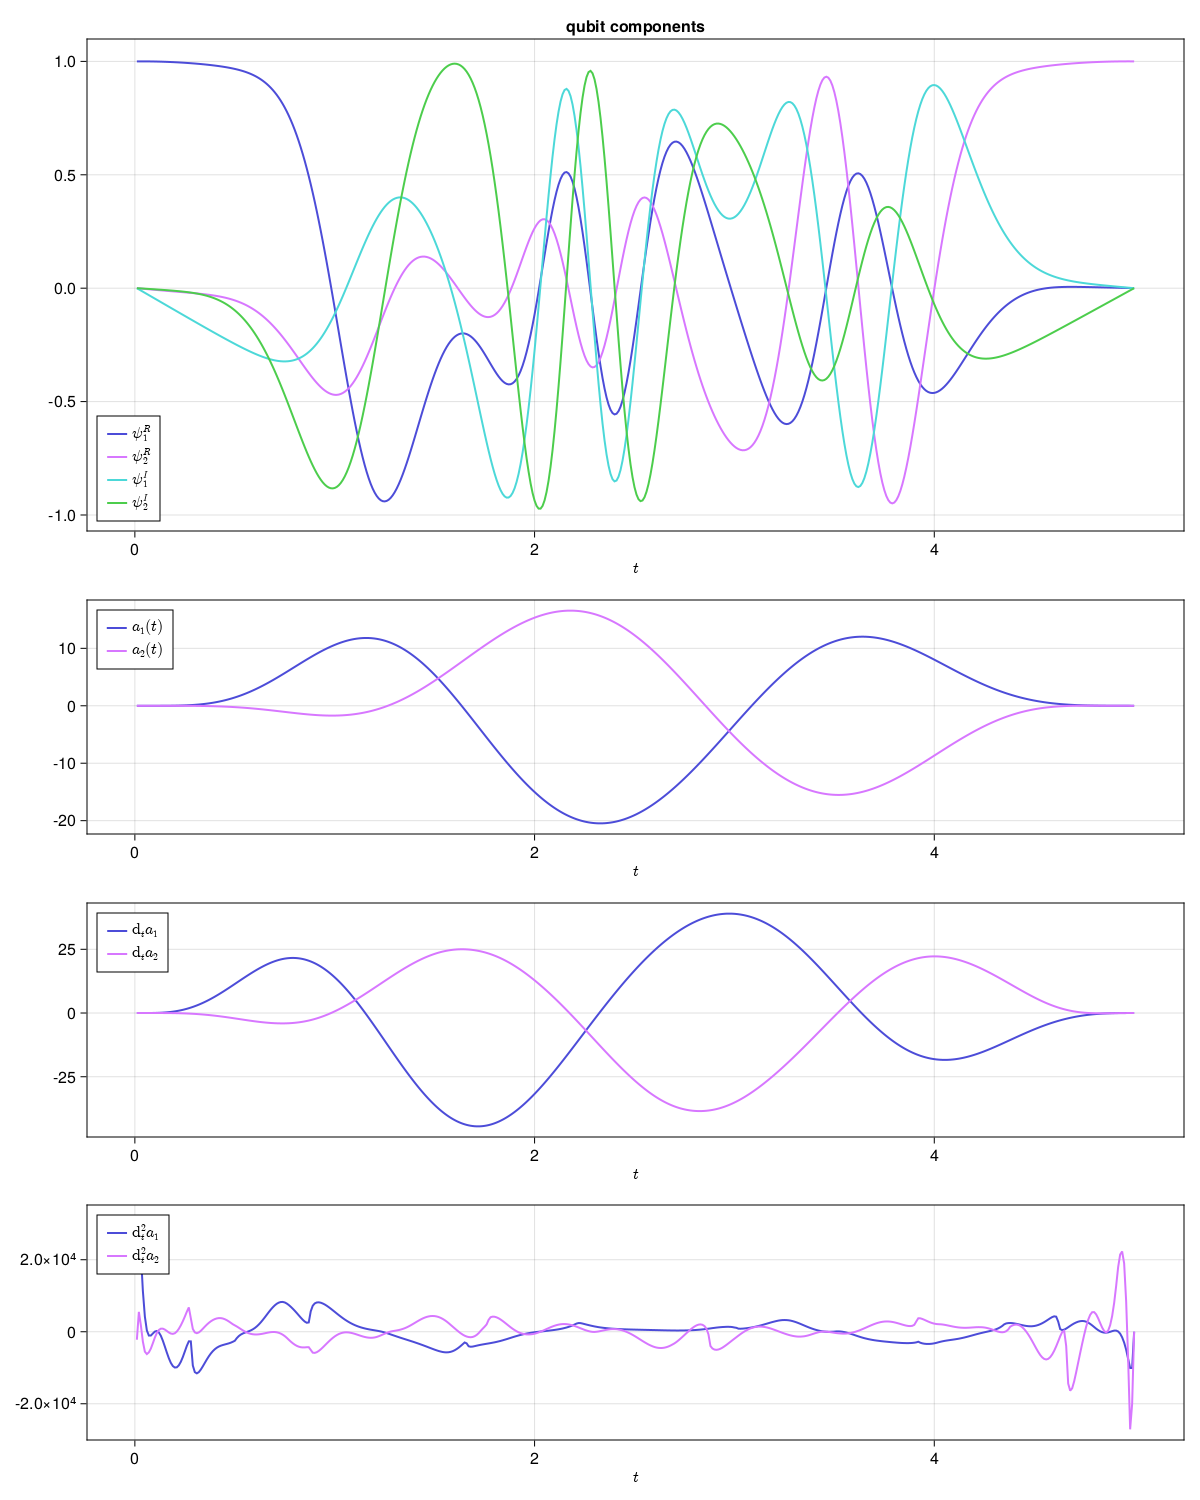 qubit components
1.0
0.5
0.0
-0.5
-1.0
ψ₁ᴿ
ψ₂ᴿ
ψ₁ᴵ
ψ₂ᴵ
0 2 4
t
10
0
-10
-20
a₁(t)
a₂(t)
0 2 4
t
25
0
-25
dₜa₁
dₜa₂
0 2 4
t
2.0×10⁴
0
-2.0×10⁴
dₜ²a₁
dₜ²a₂
0 2 4
t